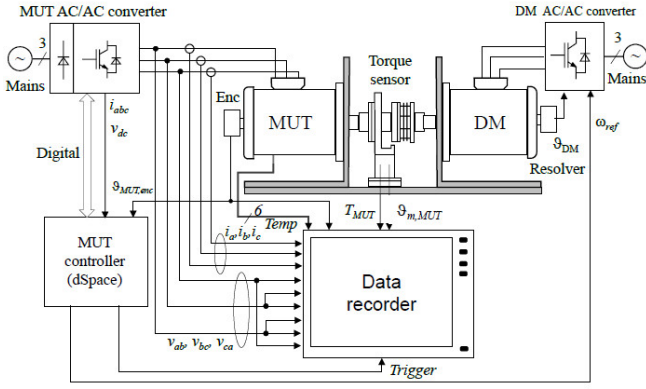 MUT AC/AC converter
DM AC/AC converter
3
3
Mains
Mains
Torque
sensor
Enc
i_abc
v_dc
MUT
DM
ω_ref
ϑ_DM
Resolver
Digital
ϑ_MUT,enc
6
Temp
T_MUT
ϑ_m,MUT
i_a, i_b, i_c
MUT
controller
(dSpace)
Data
recorder
v_ab, v_bc, v_ca
Trigger